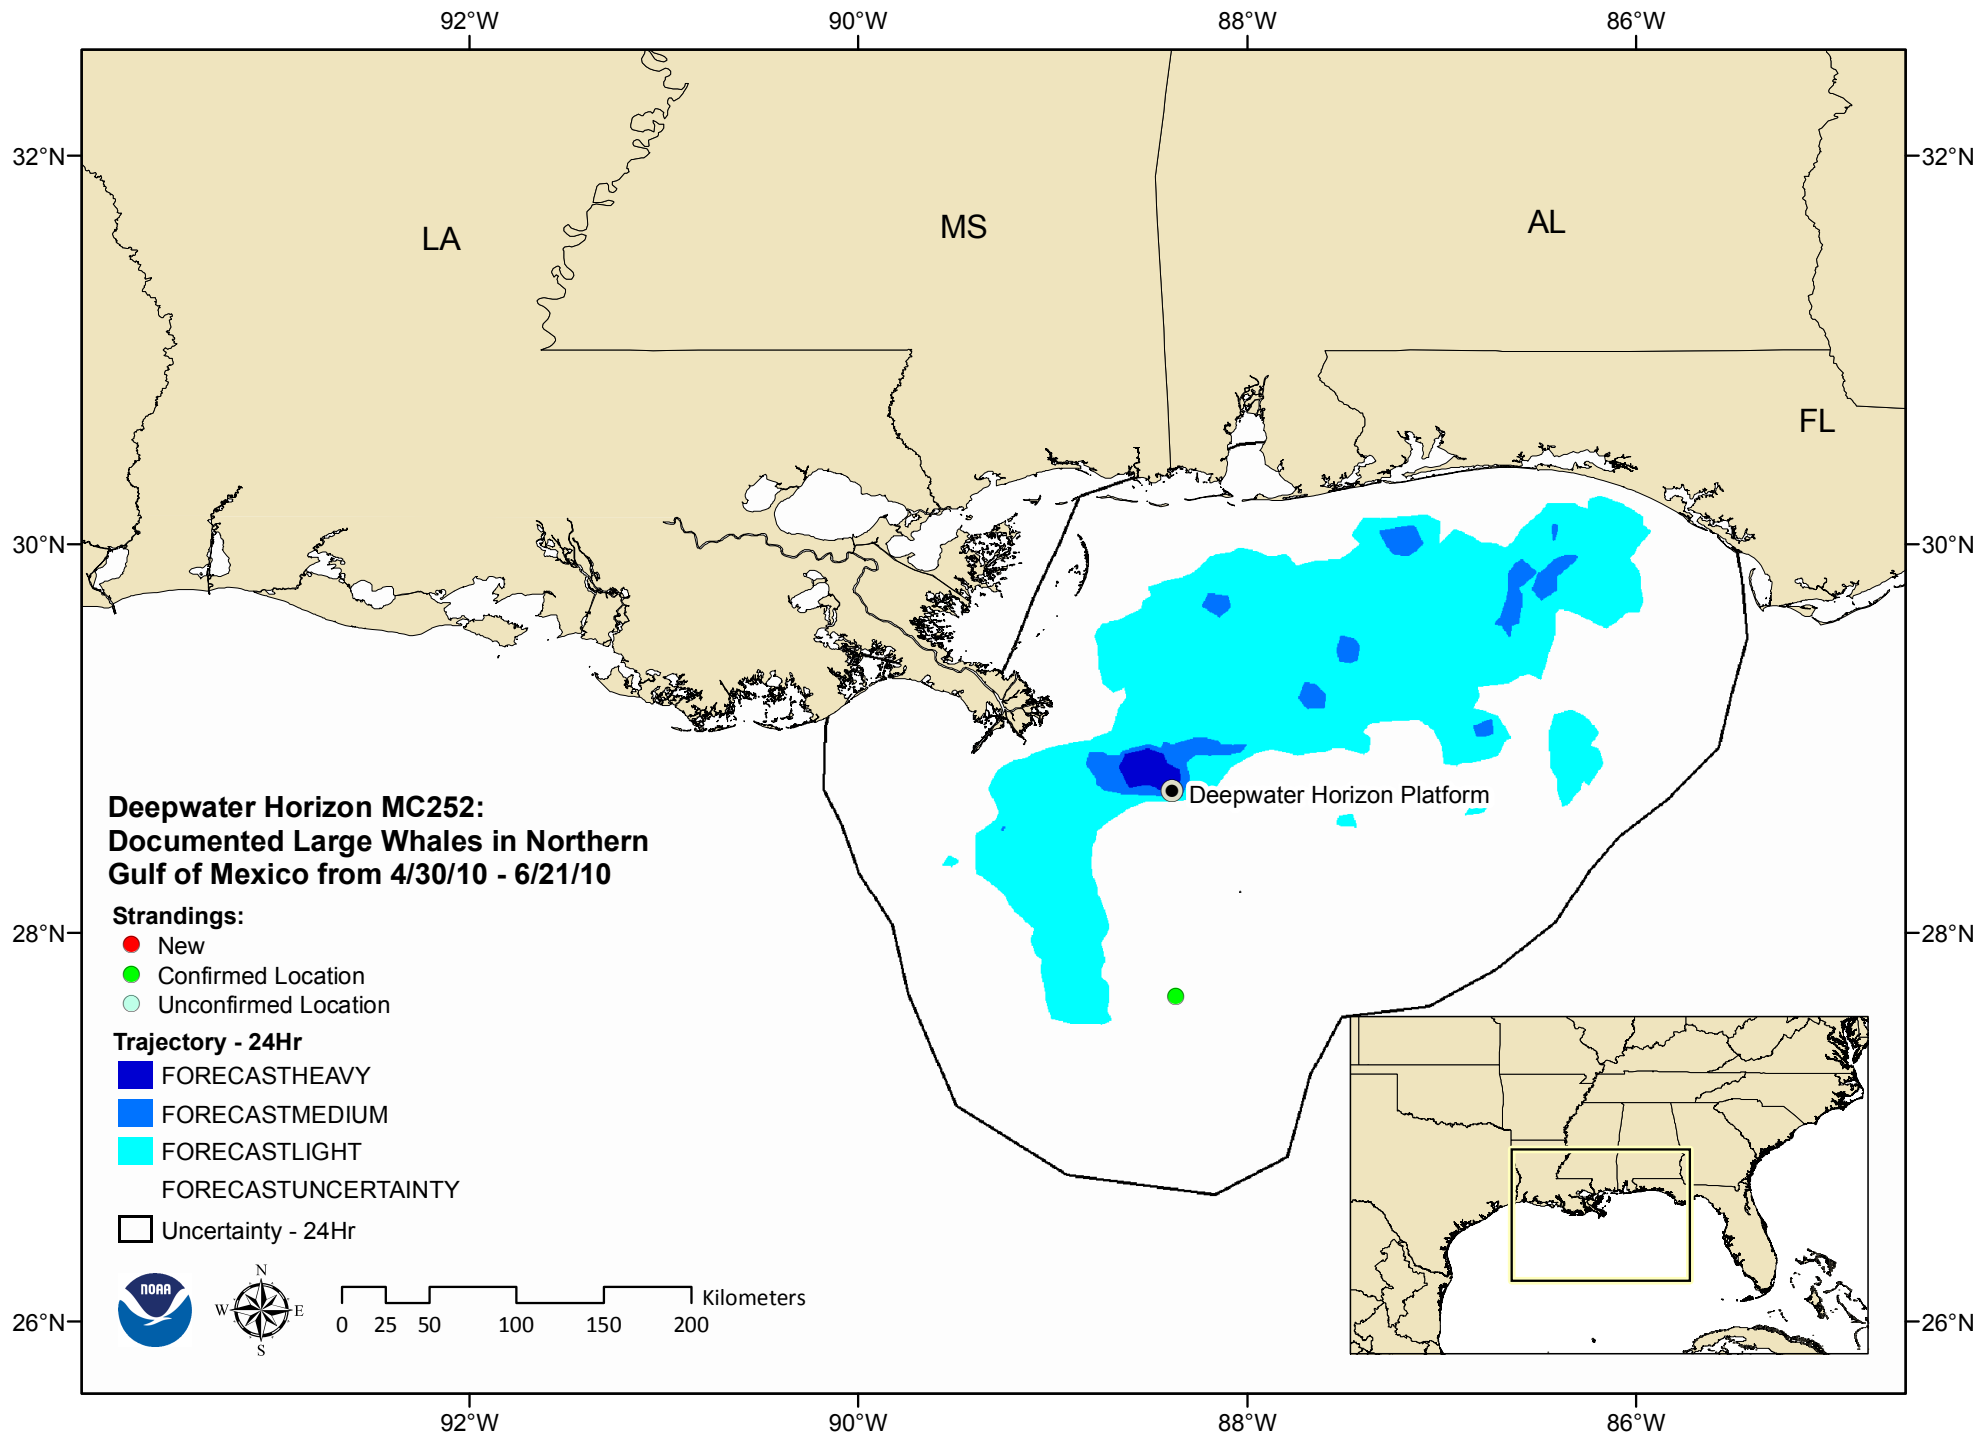 92°W 90°W 88°W 86°W
32°N 32°N
LA MS AL
FL
30°N 30°N
Deepwater Horizon Platform
Deepwater Horizon MC252:
Documented Large Whales in Northern
Gulf of Mexico from 4/30/10 - 6/21/10
Strandings:
28°N 28°N
New
Confirmed Location
Unconfirmed Location
Trajectory - 24Hr
FORECASTHEAVY
FORECASTMEDIUM
FORECASTLIGHT
FORECASTUNCERTAINTY
Uncertainty - 24Hr
NOAA
N
W E
S
Kilometers
0 25 50 100 150 200
26°N 26°N
92°W 90°W 88°W 86°W